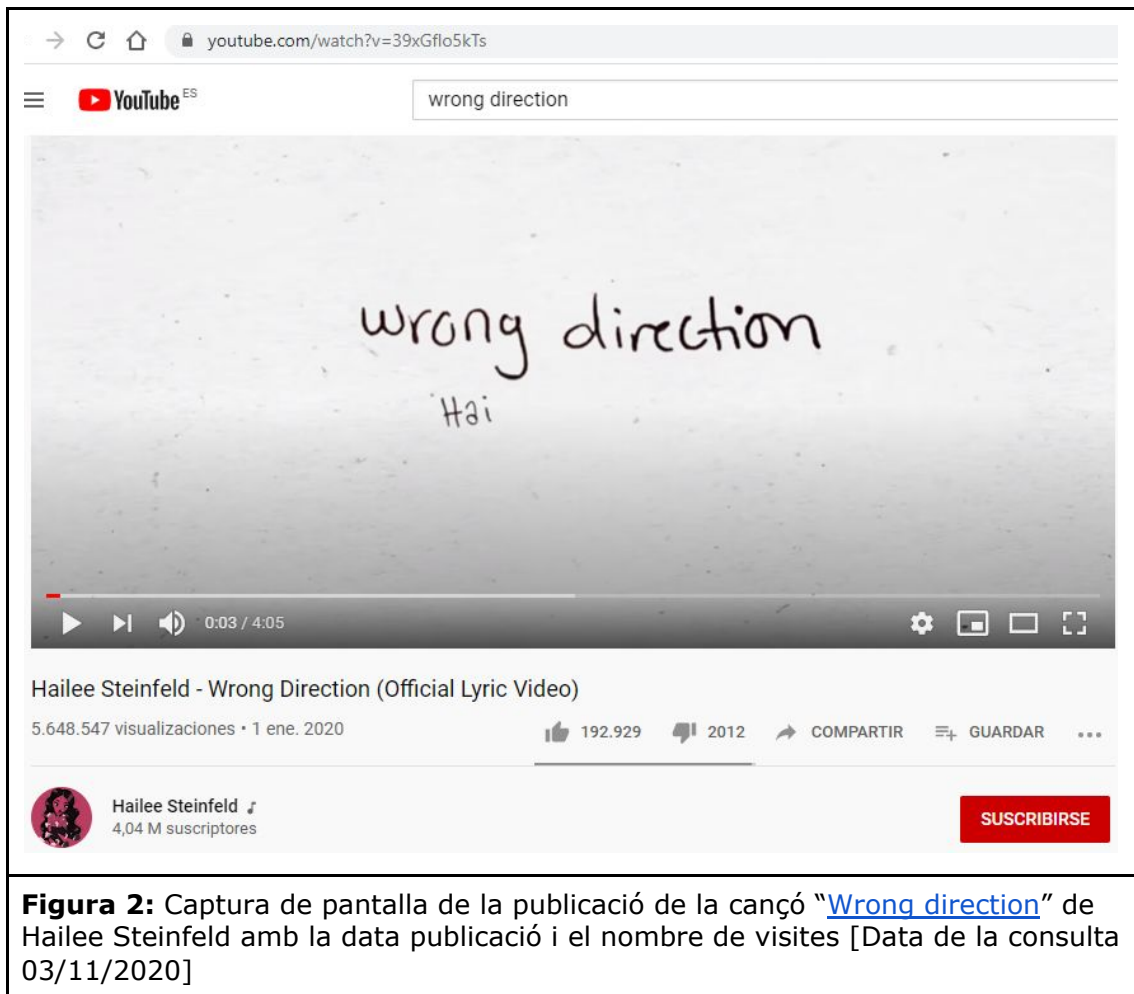 youtube.com/watch?v=39xGflo5kTs
YouTube ES
wrong direction
wrong direction
Hai
0:03 / 4:05
Hailee Steinfeld - Wrong Direction (Official Lyric Video)
5.648.547 visualizaciones • 1 ene. 2020
192.929 2012 COMPARTIR GUARDAR
Hailee Steinfeld
4,04 M suscriptores
SUSCRIBIRSE
Figura 2: Captura de pantalla de la publicació de la cançó “Wrong direction” de
Hailee Steinfeld amb la data publicació i el nombre de visites [Data de la consulta
03/11/2020]